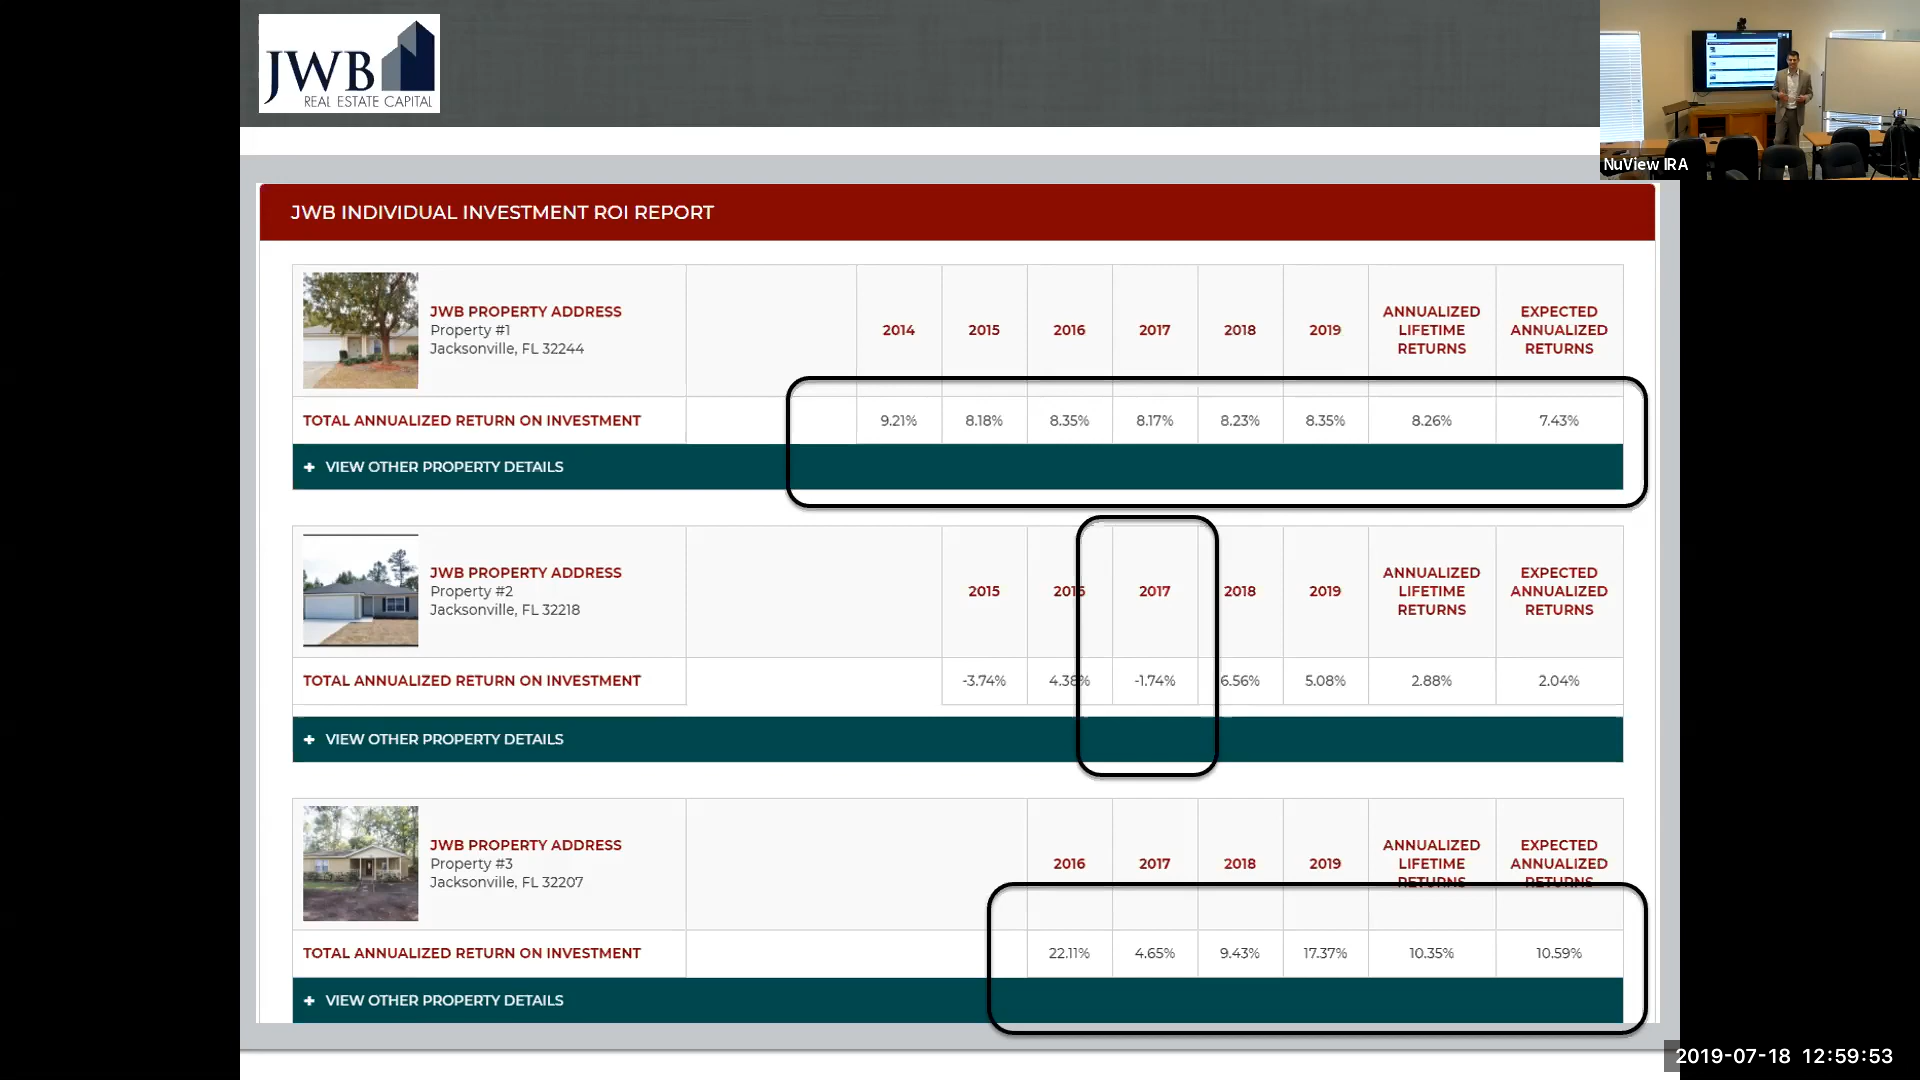 JWB
REAL ESTATE CAPITAL
NuView IRA
JWB INDIVIDUAL INVESTMENT ROI REPORT
JWB PROPERTY ADDRESS
Property #1
Jacksonville, FL 32244
2014 2015 2016 2017 2018 2019 ANNUALIZED LIFETIME RETURNS EXPECTED ANNUALIZED RETURNS
TOTAL ANNUALIZED RETURN ON INVESTMENT 9.21% 8.18% 8.35% 8.17% 8.23% 8.35% 8.26% 7.43%
+ VIEW OTHER PROPERTY DETAILS
JWB PROPERTY ADDRESS
Property #2
Jacksonville, FL 32218
2015 2016 2017 2018 2019 ANNUALIZED LIFETIME RETURNS EXPECTED ANNUALIZED RETURNS
TOTAL ANNUALIZED RETURN ON INVESTMENT -3.74% 4.38% -1.74% 6.56% 5.08% 2.88% 2.04%
+ VIEW OTHER PROPERTY DETAILS
JWB PROPERTY ADDRESS
Property #3
Jacksonville, FL 32207
2016 2017 2018 2019 ANNUALIZED LIFETIME RETURNS EXPECTED ANNUALIZED RETURNS
TOTAL ANNUALIZED RETURN ON INVESTMENT 22.11% 4.65% 9.43% 17.37% 10.35% 10.59%
+ VIEW OTHER PROPERTY DETAILS
2019-07-18 12:59:53